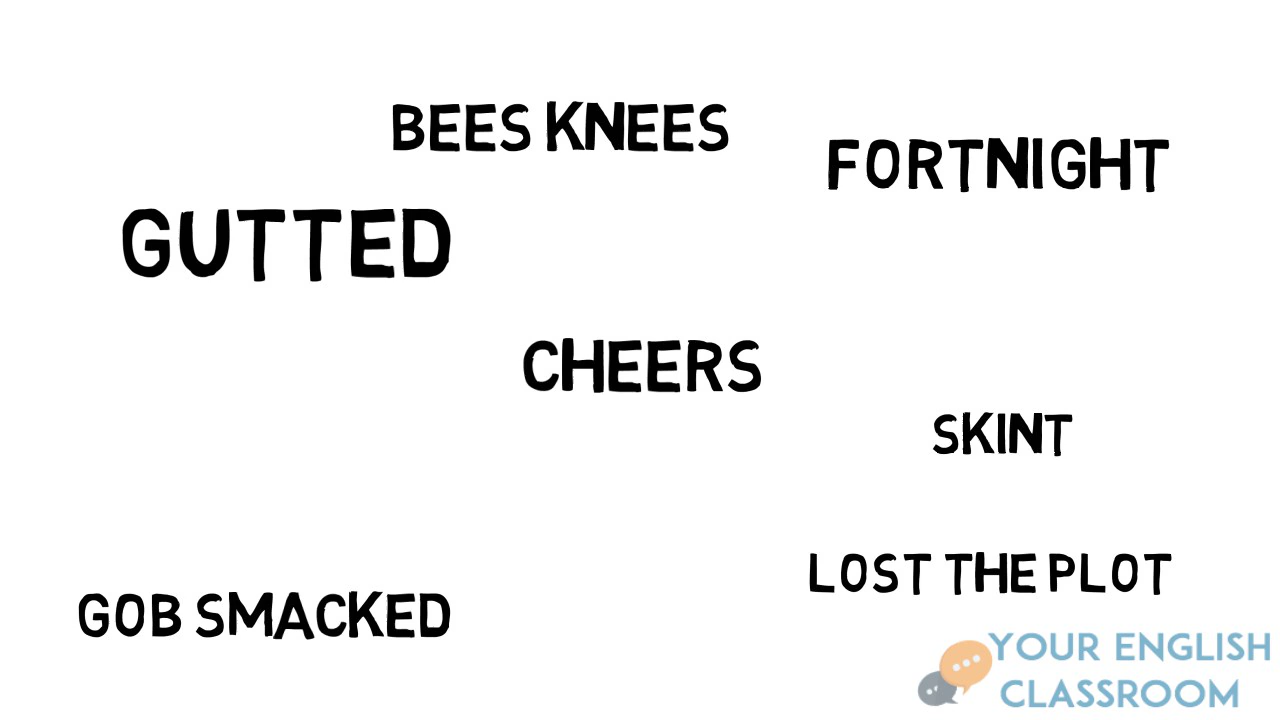 BEES KNEES
FORTNIGHT
GUTTED
CHEERS
SKINT
LOST THE PLOT
GOB SMACKED
YOUR ENGLISH
CLASSROOM